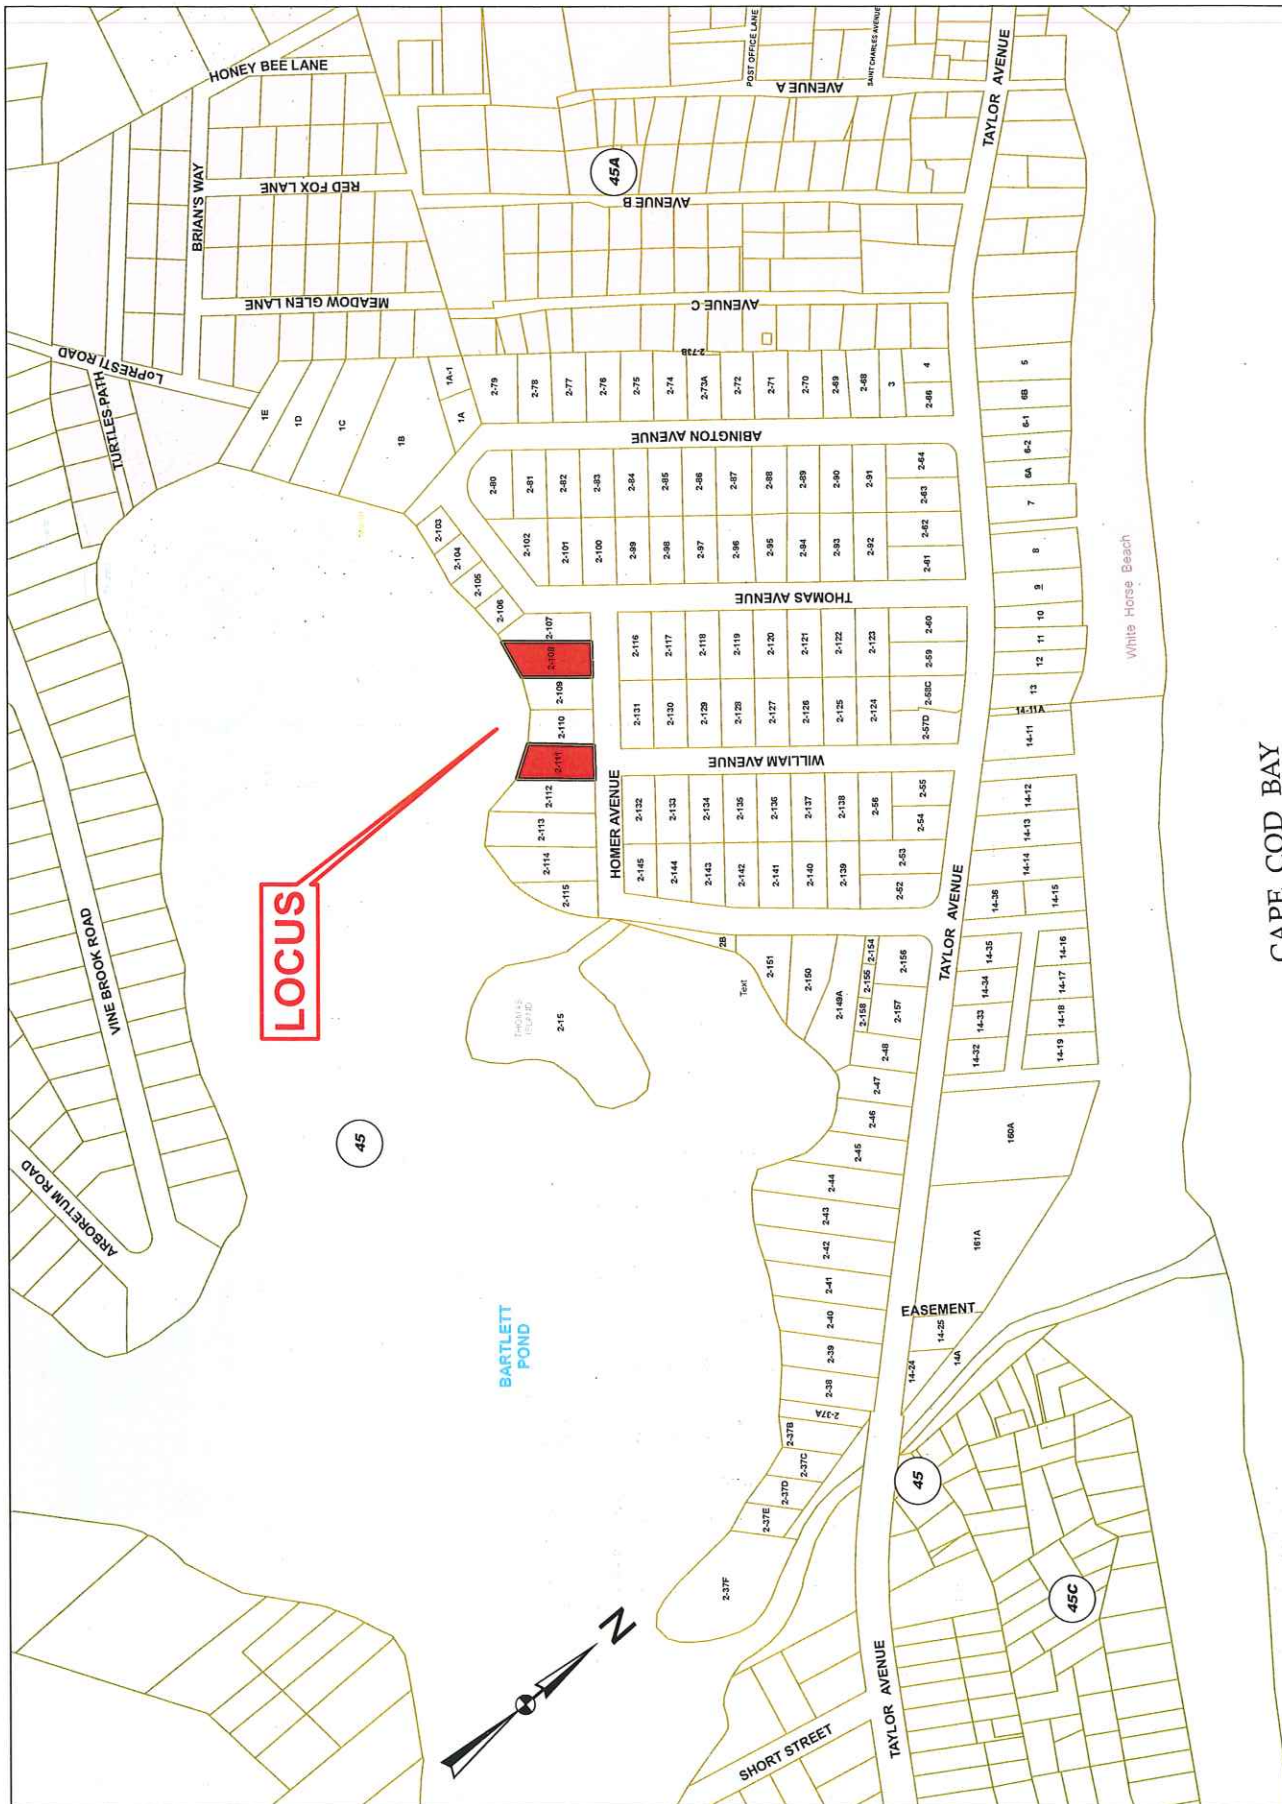 HONEY BEE LANE
POST OFFICE LANE
SAINT CHARLES AVENUE
TAYLOR AVENUE
AVENUE A
45A
BRIAN'S WAY
RED FOX LANE
AVENUE B
MEADOW GLEN LANE
AVENUE C
LoPRESTI ROAD
TURTLES PATH
1E
1D
1C
1B
1A-1
1A
2-79
2-78
2-77
2-76
2-75
2-74
2-73B
2-73A
2-72
2-71
2-70
2-69
2-68
3
4
2-66
5
6B
6-1
6-2
6A
7
8
9
10
11
12
13
14-11A
14-11
14-12
14-13
14-14
14-15
14-36
ABINGTON AVENUE
2-80
2-81
2-82
2-83
2-84
2-85
2-86
2-87
2-88
2-89
2-90
2-91
2-64
2-63
2-102
2-101
2-100
2-99
2-98
2-97
2-96
2-95
2-94
2-93
2-92
2-62
2-61
White Horse Beach
2-103
2-104
2-105
2-106
2-107
2-108
2-109
2-110
2-111
2-112
2-113
2-114
2-115
THOMAS AVENUE
2-116
2-117
2-118
2-119
2-120
2-121
2-122
2-123
2-60
2-59
2-131
2-130
2-129
2-128
2-127
2-126
2-125
2-124
2-58C
2-57D
WILLIAM AVENUE
HOMER AVENUE
2-132
2-133
2-134
2-135
2-136
2-137
2-138
2-56
2-55
2-54
2-145
2-144
2-143
2-142
2-141
2-140
2-139
2-53
2-52
CAPE COD BAY
LOCUS
VINE BROOK ROAD
ARBORETUM ROAD
45
THOMAS
ISLAND
2-15
2B
Text
2-151
2-150
2-149A
2-154
2-155
2-158
2-156
2-157
2-48
2-47
2-46
2-45
2-44
2-43
2-42
2-41
2-40
2-39
2-38
2-37A
2-37B
2-37C
2-37D
2-37E
2-37F
TAYLOR AVENUE
14-35
14-34
14-33
14-32
14-16
14-17
14-18
14-19
160A
161A
EASEMENT
14-25
14-24
14A
BARTLETT
POND
45
45C
N
SHORT STREET
TAYLOR AVENUE